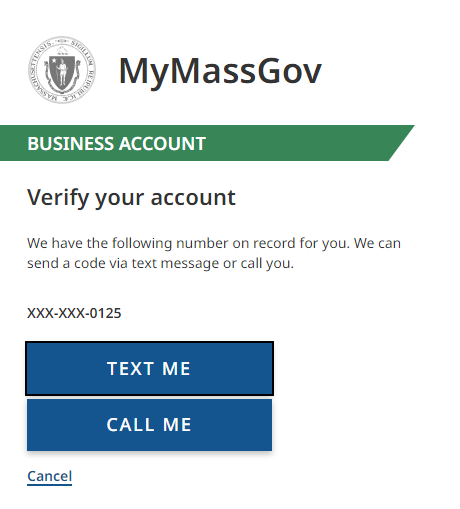 MyMassGov
BUSINESS ACCOUNT
Verify your account
We have the following number on record for you. We can
send a code via text message or call you.
XXX-XXX-0125
TEXT ME
CALL ME
Cancel